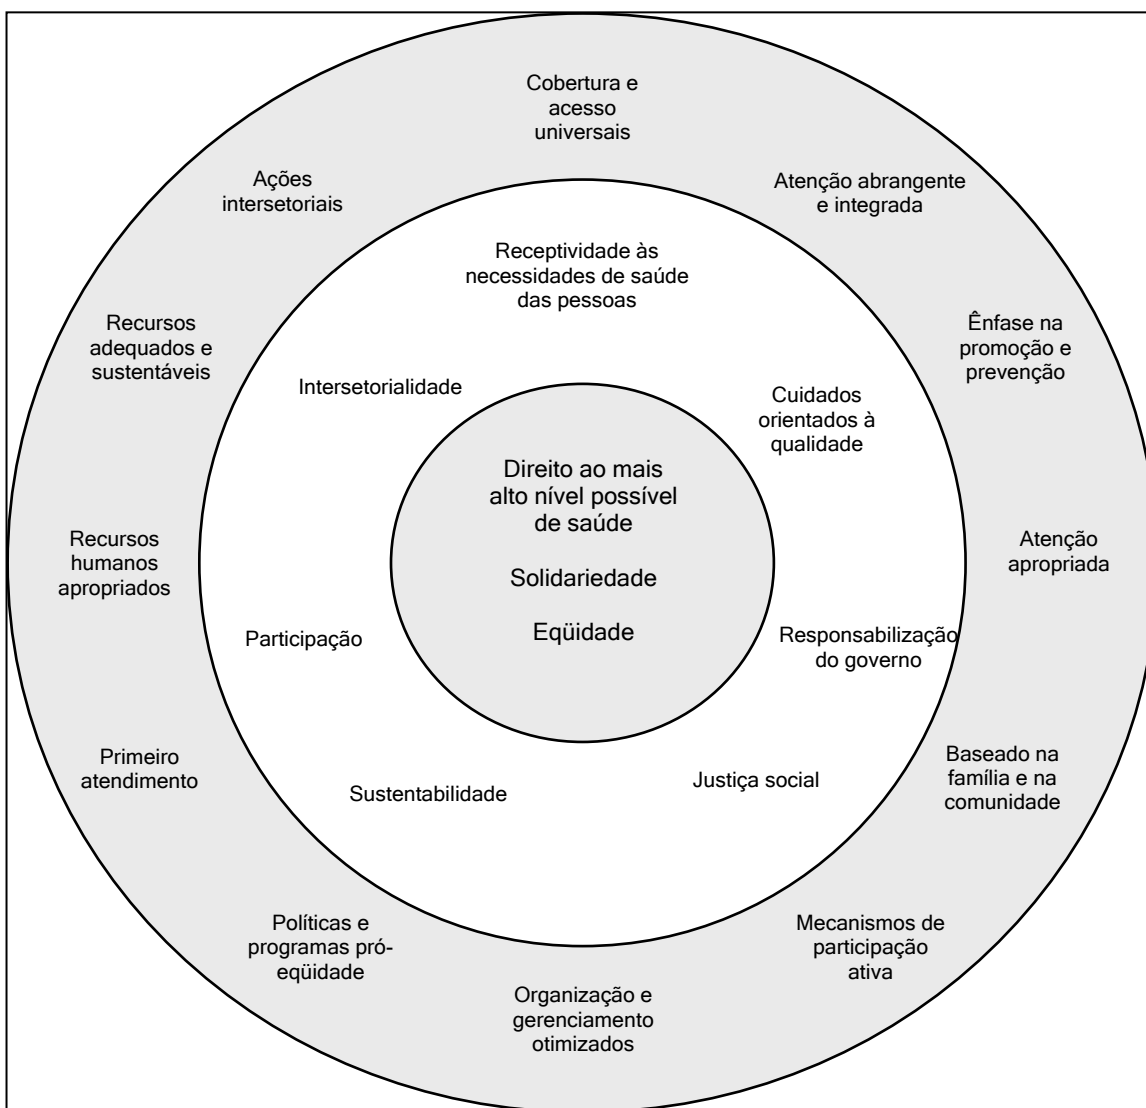 Cobertura e
acesso
universais
Atenção abrangente
e integrada
Ênfase na
promoção e
prevenção
Atenção
apropriada
Baseado na
família e na
comunidade
Mecanismos de
participação
ativa
Organização e
gerenciamento
otimizados
Políticas e
programas pró-
eqüidade
Primeiro
atendimento
Recursos
humanos
apropriados
Recursos
adequados e
sustentáveis
Ações
intersetoriais
Receptividade às
necessidades de saúde
das pessoas
Cuidados
orientados à
qualidade
Responsabilização
do governo
Justiça social
Sustentabilidade
Participação
Intersetorialidade
Direito ao mais
alto nível possível
de saúde
Solidariedade
Eqüidade